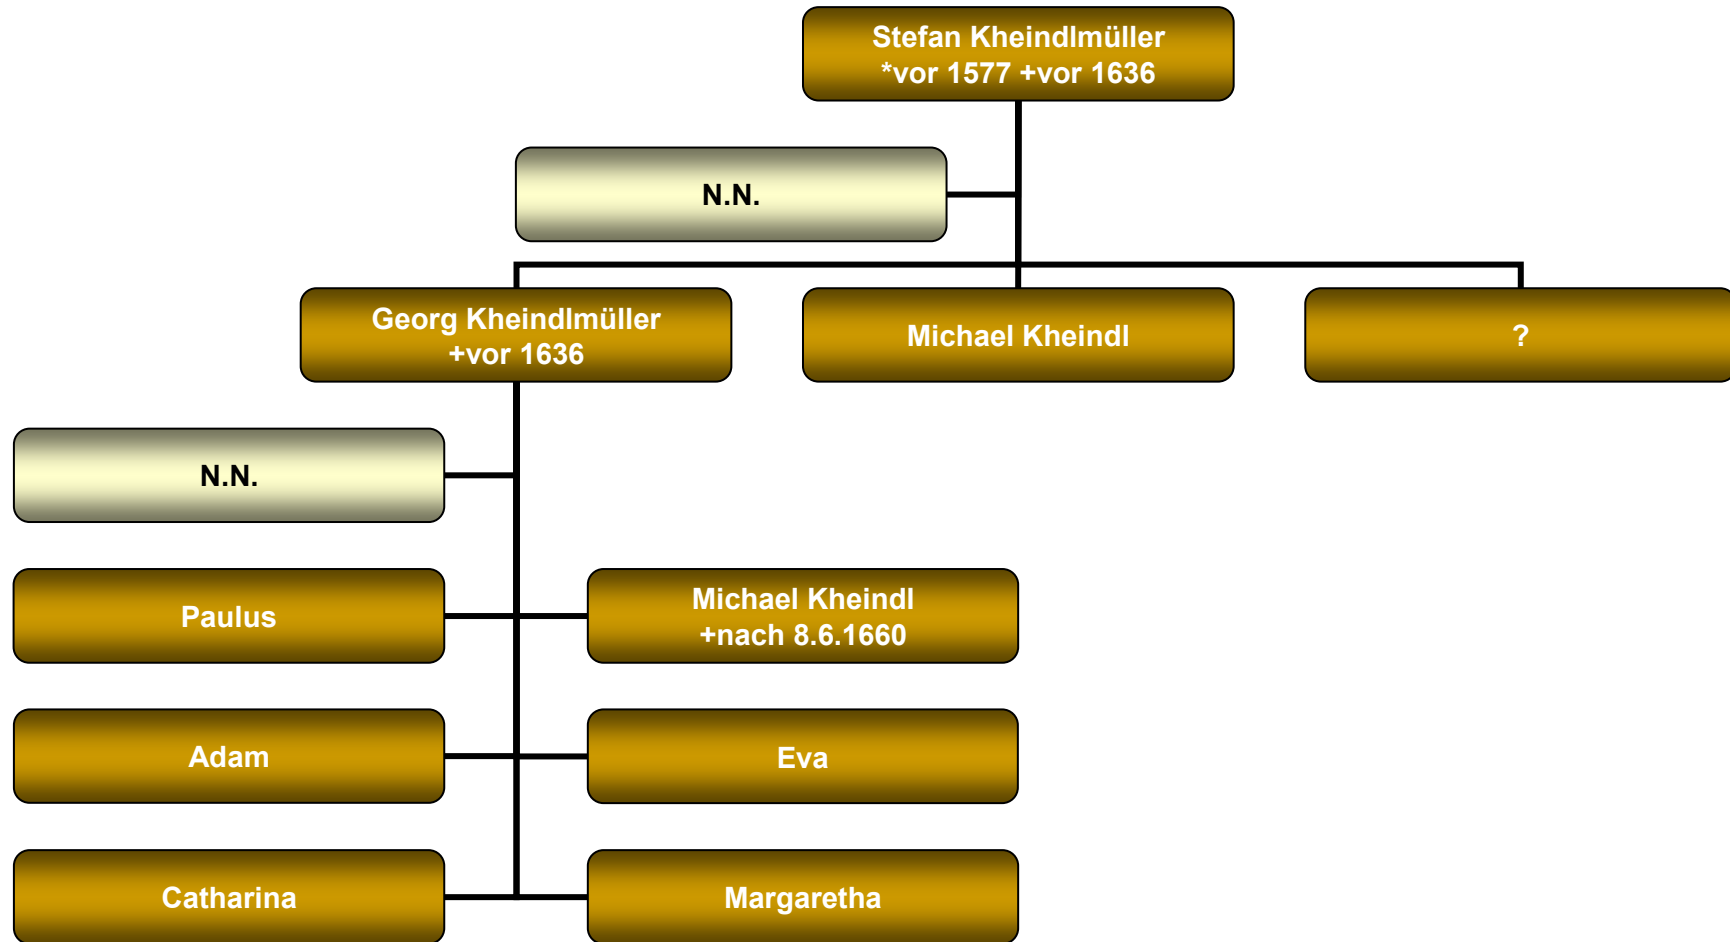 Stefan Kheindlmüller
*vor 1577 +vor 1636
N.N.
Georg Kheindlmüller
+vor 1636
Michael Kheindl
?
N.N.
Paulus
Michael Kheindl
+nach 8.6.1660
Adam
Eva
Catharina
Margaretha